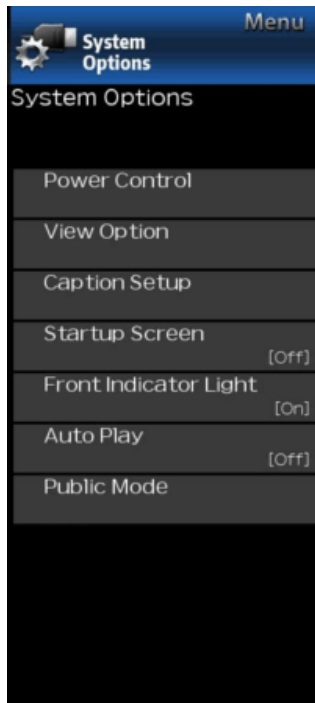 Menu
System
Options
System Options
Power Control
View Option
Caption Setup
Startup Screen
[Off]
Front Indicator Light
[On]
Auto Play
[Off]
Public Mode